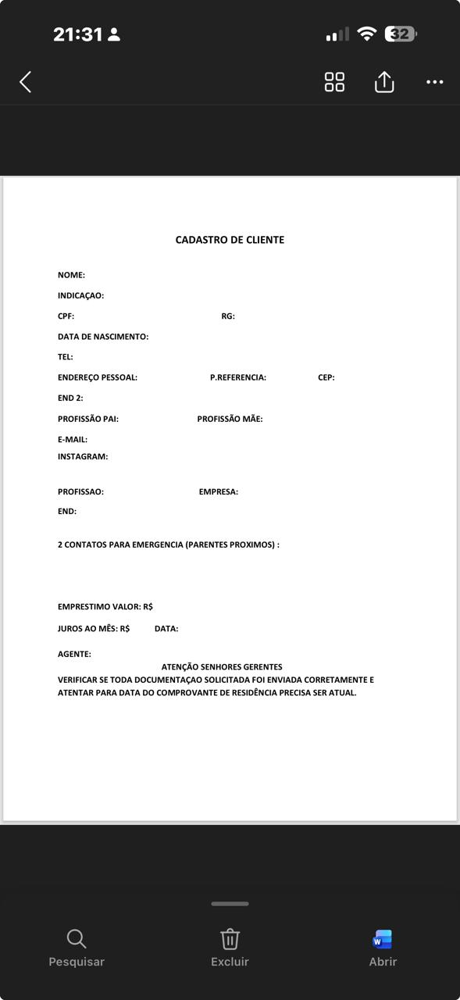 21:31
32
CADASTRO DE CLIENTE
NOME:
INDICAÇAO:
CPF: RG:
DATA DE NASCIMENTO:
TEL:
ENDEREÇO PESSOAL: P.REFERENCIA: CEP:
END 2:
PROFISSÃO PAI: PROFISSÃO MÃE:
E-MAIL:
INSTAGRAM:
PROFISSAO: EMPRESA:
END:
2 CONTATOS PARA EMERGENCIA (PARENTES PROXIMOS) :
EMPRESTIMO VALOR: R$
JUROS AO MÊS: R$ DATA:
AGENTE:
ATENÇÃO SENHORES GERENTES
VERIFICAR SE TODA DOCUMENTAÇAO SOLICITADA FOI ENVIADA CORRETAMENTE E
ATENTAR PARA DATA DO COMPROVANTE DE RESIDÊNCIA PRECISA SER ATUAL.
W
Pesquisar Excluir Abrir